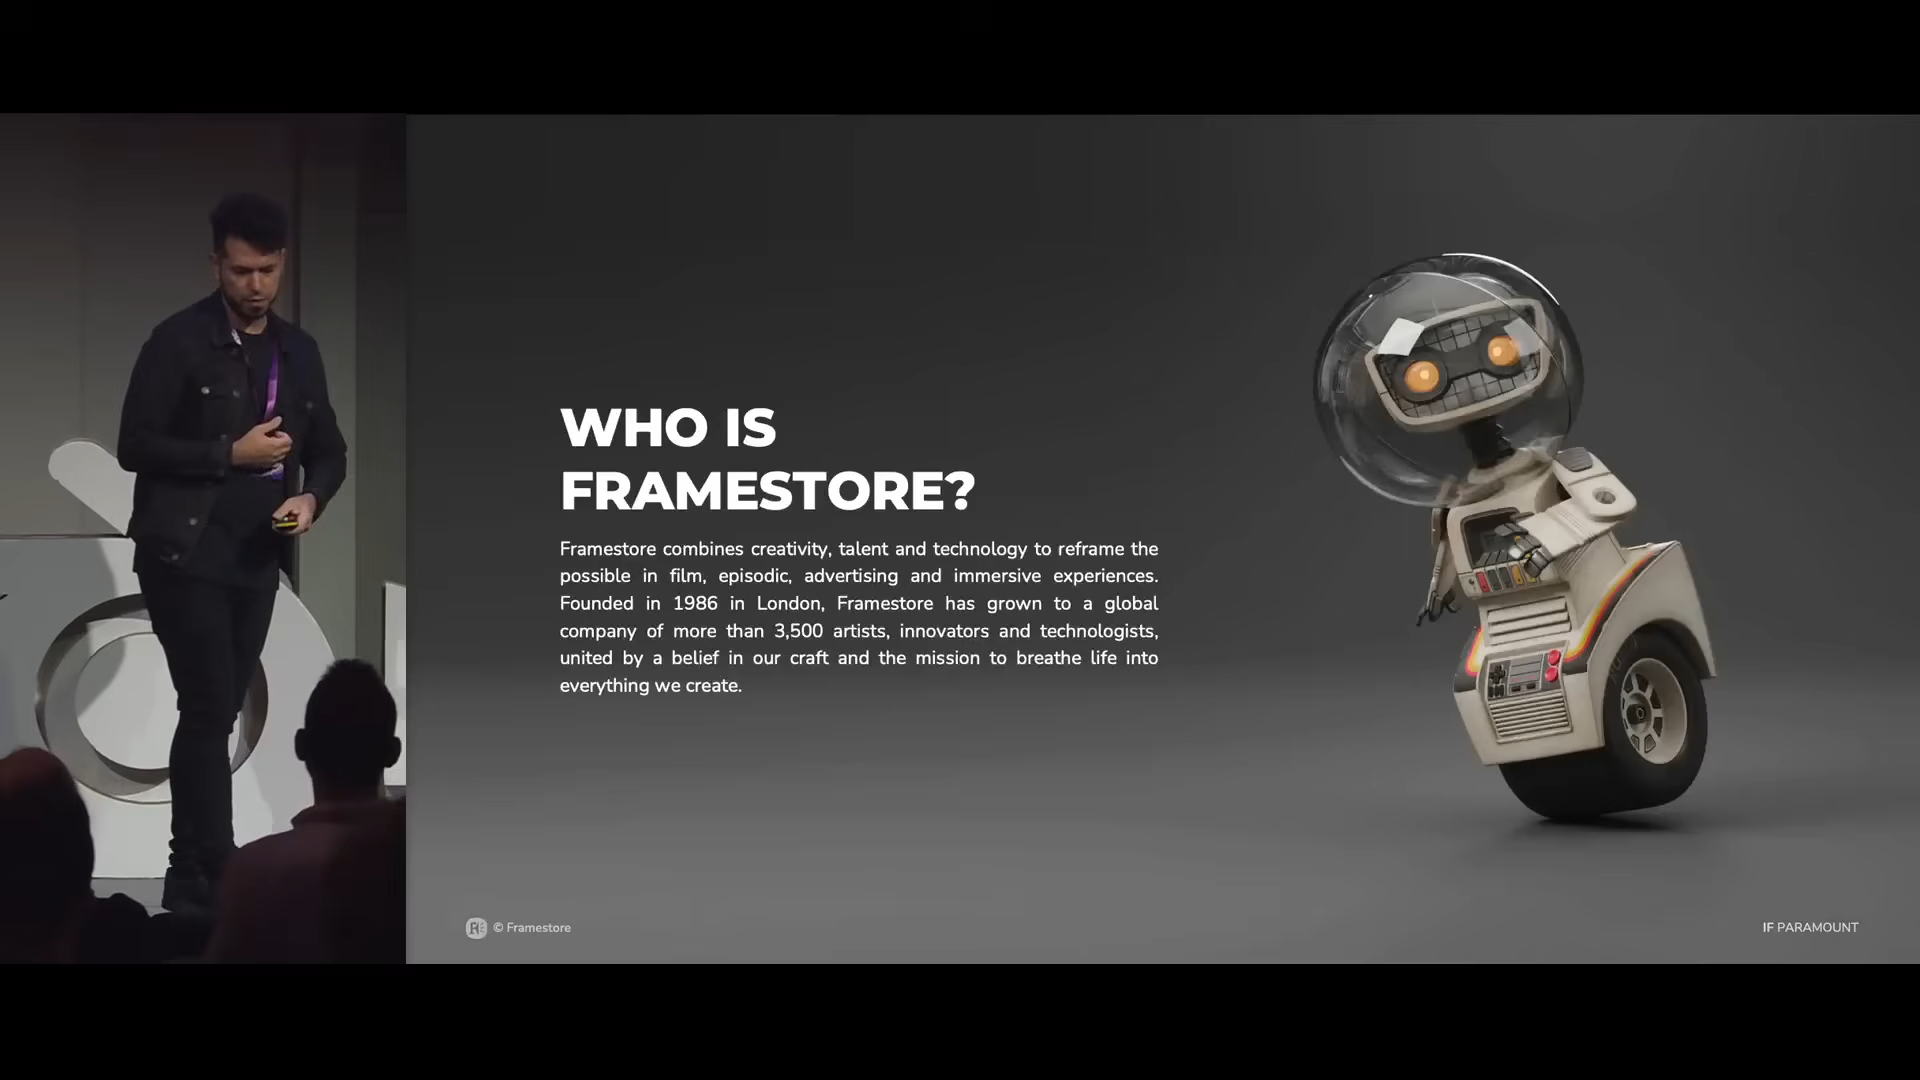 WHO IS
FRAMESTORE?
Framestore combines creativity, talent and technology to reframe the
possible in film, episodic, advertising and immersive experiences.
Founded in 1986 in London, Framestore has grown to a global
company of more than 3,500 artists, innovators and technologists,
united by a belief in our craft and the mission to breathe life into
everything we create.
© Framestore
IF PARAMOUNT